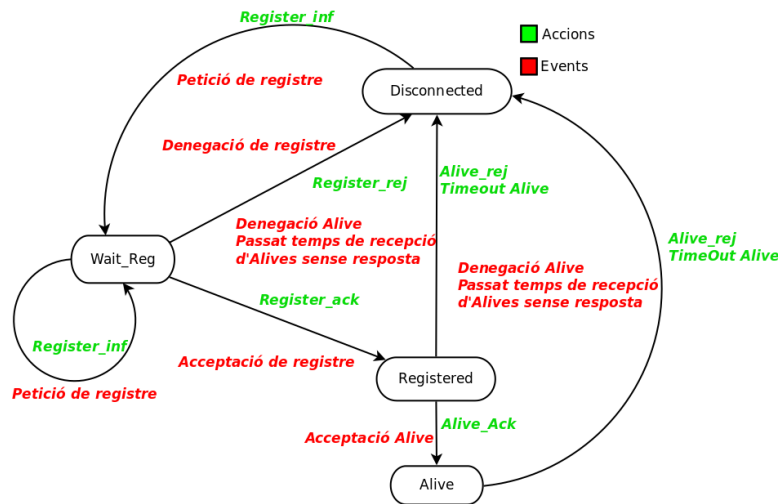 Register_inf
Accions
Events
Petició de registre
Disconnected
Denegació de registre
Register_rej
Alive_rej
Timeout Alive
Denegació Alive
Passat temps de recepció
d'Alives sense resposta
Alive_rej
TimeOut Alive
Wait_Reg
Denegació Alive
Passat temps de recepció
d'Alives sense resposta
Register_ack
Register_inf
Petició de registre
Acceptació de registre
Registered
Alive_Ack
Acceptació Alive
Alive